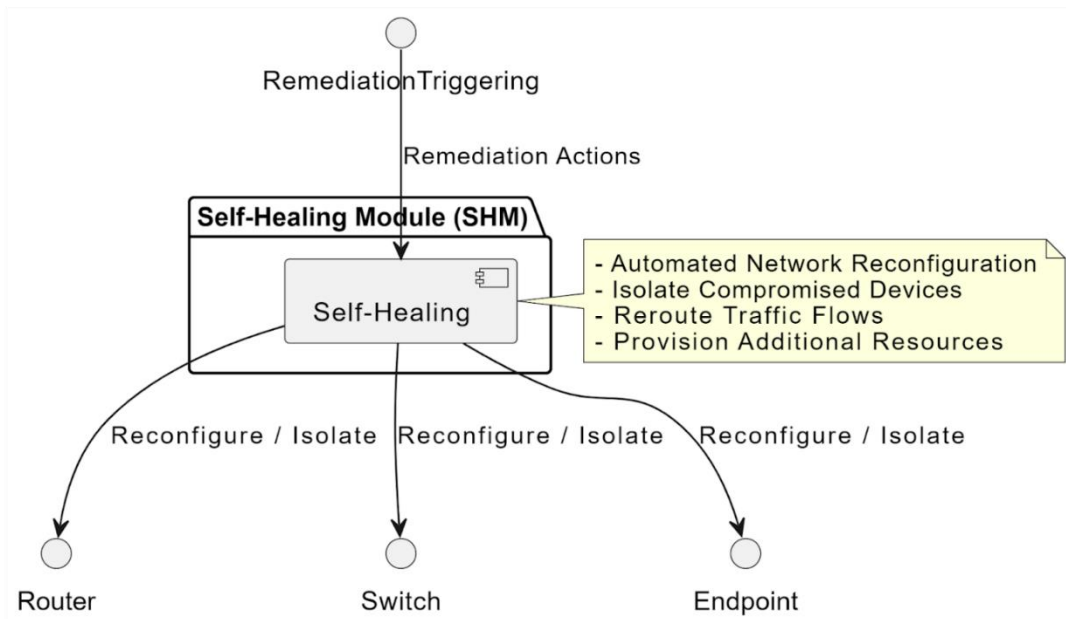 RemediationTriggering
Remediation Actions
Self-Healing Module (SHM)
Self-Healing
- Automated Network Reconfiguration
- Isolate Compromised Devices
- Reroute Traffic Flows
- Provision Additional Resources
Reconfigure / Isolate
Reconfigure / Isolate
Reconfigure / Isolate
Router
Switch
Endpoint